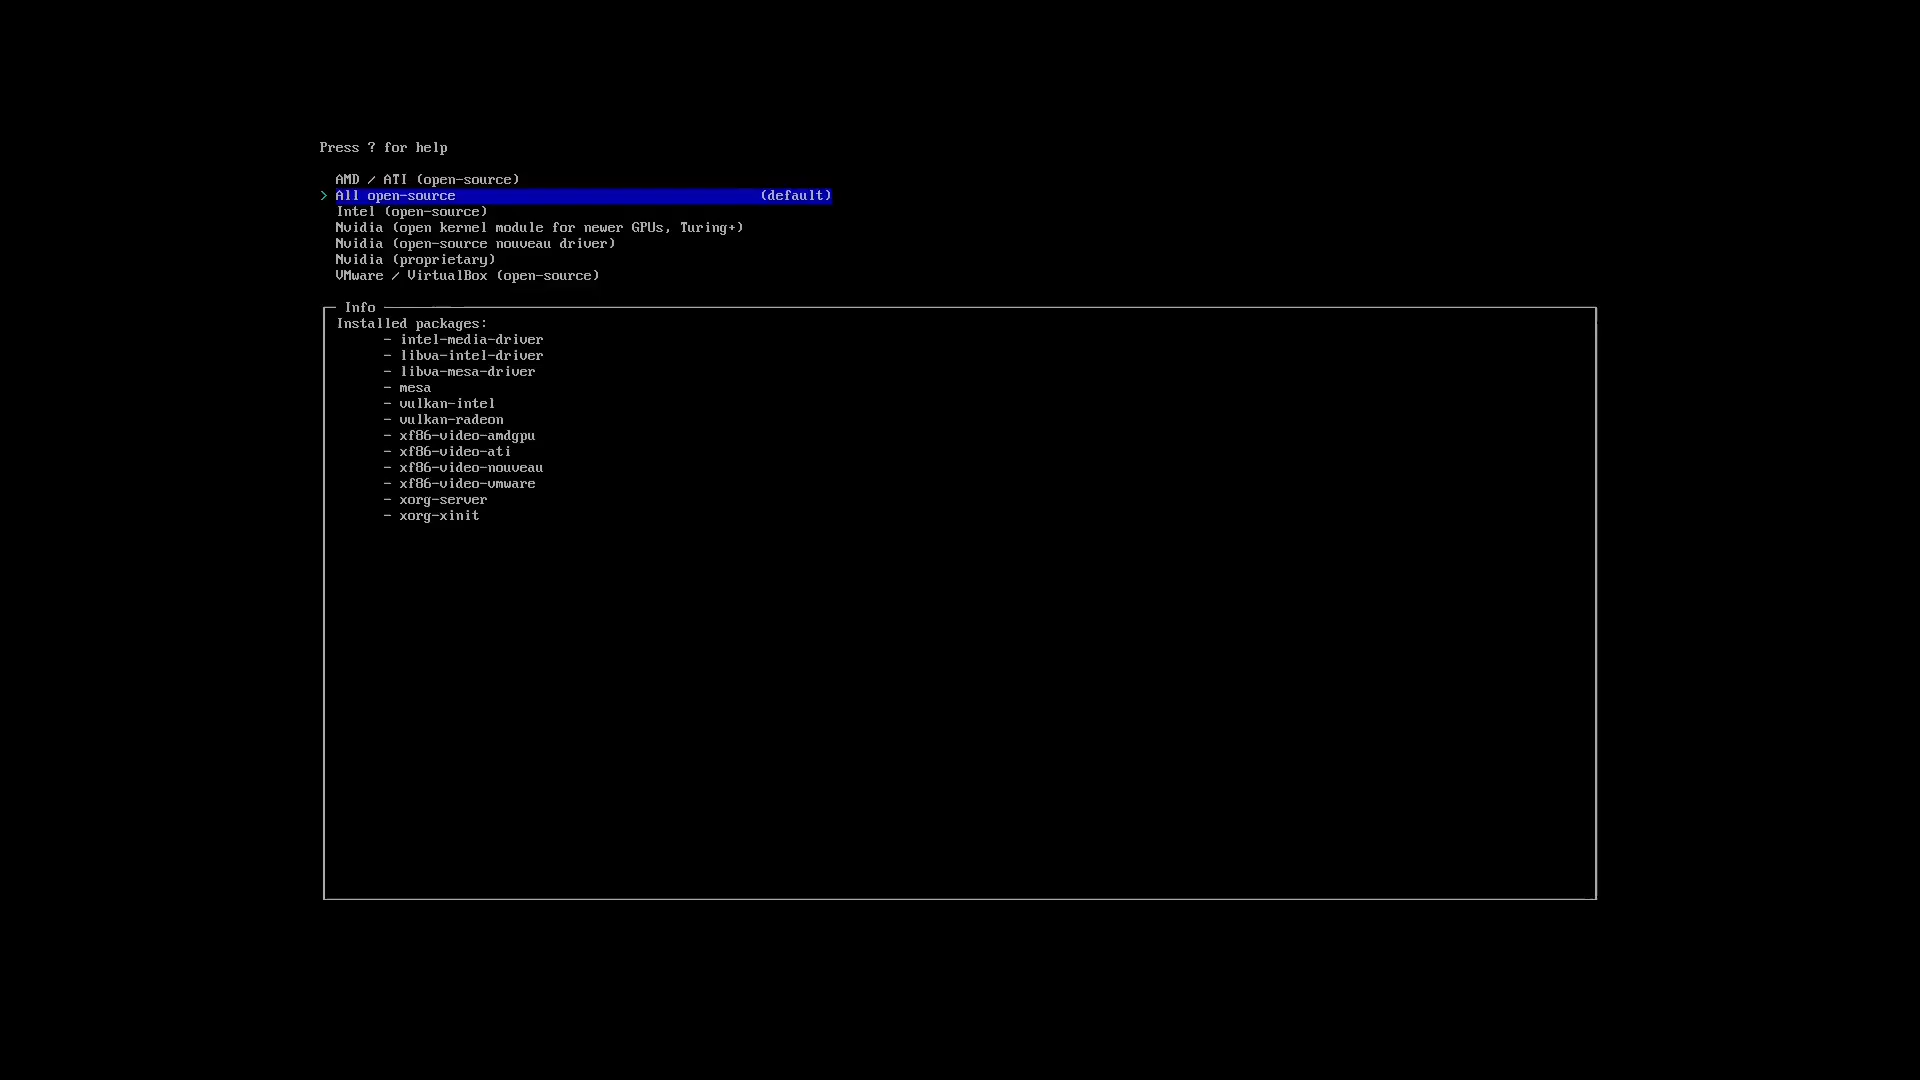 Press ? for help
AMD / ATI (open-source)
> All open-source (default)
Intel (open-source)
Nvidia (open kernel module for newer GPUs, Turing+)
Nvidia (open-source nouveau driver)
Nvidia (proprietary)
VMware / VirtualBox (open-source)
Info
Installed packages:
- intel-media-driver
- libva-intel-driver
- libva-mesa-driver
- mesa
- vulkan-intel
- vulkan-radeon
- xf86-video-amdgpu
- xf86-video-ati
- xf86-video-nouveau
- xf86-video-vmware
- xorg-server
- xorg-xinit